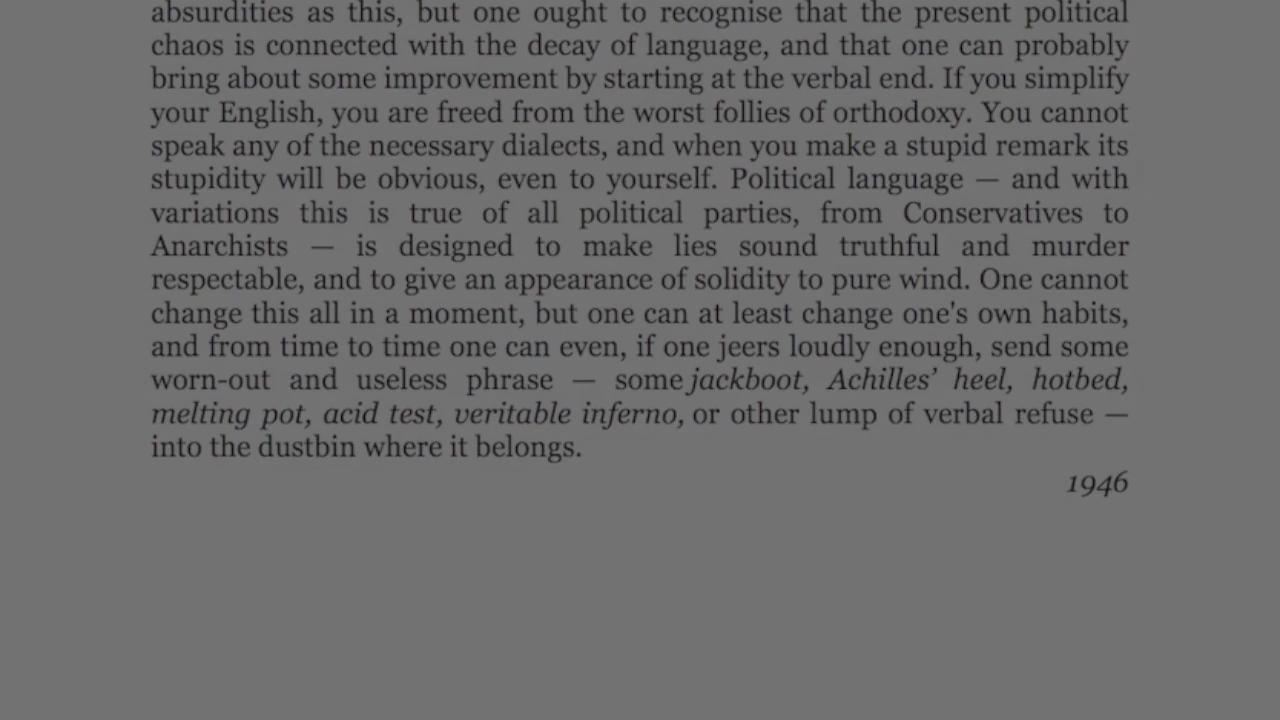 absurdities as this, but one ought to recognise that the present political
chaos is connected with the decay of language, and that one can probably
bring about some improvement by starting at the verbal end. If you simplify
your English, you are freed from the worst follies of orthodoxy. You cannot
speak any of the necessary dialects, and when you make a stupid remark its
stupidity will be obvious, even to yourself. Political language — and with
variations this is true of all political parties, from Conservatives to
Anarchists — is designed to make lies sound truthful and murder
respectable, and to give an appearance of solidity to pure wind. One cannot
change this all in a moment, but one can at least change one's own habits,
and from time to time one can even, if one jeers loudly enough, send some
worn-out and useless phrase — some jackboot, Achilles’ heel, hotbed,
melting pot, acid test, veritable inferno, or other lump of verbal refuse —
into the dustbin where it belongs.
1946